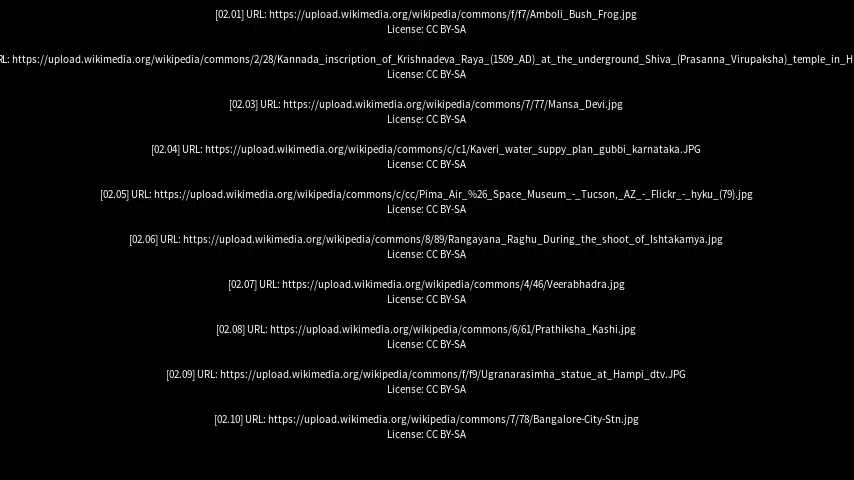 [02.01] URL: https://upload.wikimedia.org/wikipedia/commons/f/f7/Amboli_Bush_Frog.jpg
License: CC BY-SA
RL: https://upload.wikimedia.org/wikipedia/commons/2/28/Kannada_inscription_of_Krishnadeva_Raya_(1509_AD)_at_the_underground_Shiva_(Prasanna_Virupaksha)_temple_in_H
License: CC BY-SA
[02.03] URL: https://upload.wikimedia.org/wikipedia/commons/7/77/Mansa_Devi.jpg
License: CC BY-SA
[02.04] URL: https://upload.wikimedia.org/wikipedia/commons/c/c1/Kaveri_water_suppy_plan_gubbi_karnataka.JPG
License: CC BY-SA
[02.05] URL: https://upload.wikimedia.org/wikipedia/commons/c/cc/Pima_Air_%26_Space_Museum_-_Tucson,_AZ_-_Flickr_-_hyku_(79).jpg
License: CC BY-SA
[02.06] URL: https://upload.wikimedia.org/wikipedia/commons/8/89/Rangayana_Raghu_During_the_shoot_of_Ishtakamya.jpg
License: CC BY-SA
[02.07] URL: https://upload.wikimedia.org/wikipedia/commons/4/46/Veerabhadra.jpg
License: CC BY-SA
[02.08] URL: https://upload.wikimedia.org/wikipedia/commons/6/61/Prathiksha_Kashi.jpg
License: CC BY-SA
[02.09] URL: https://upload.wikimedia.org/wikipedia/commons/f/f9/Ugranarasimha_statue_at_Hampi_dtv.JPG
License: CC BY-SA
[02.10] URL: https://upload.wikimedia.org/wikipedia/commons/7/78/Bangalore-City-Stn.jpg
License: CC BY-SA